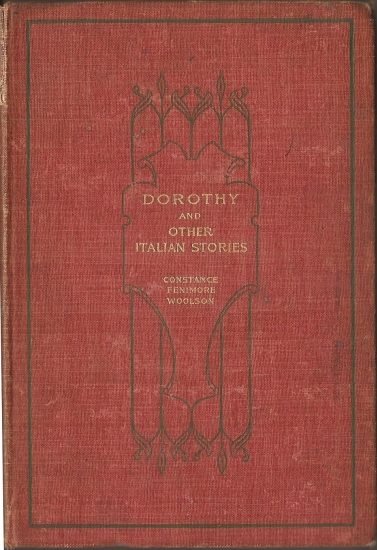 DOROTHY
AND
OTHER
ITALIAN STORIES
CONSTANCE
FENIMORE
WOOLSON